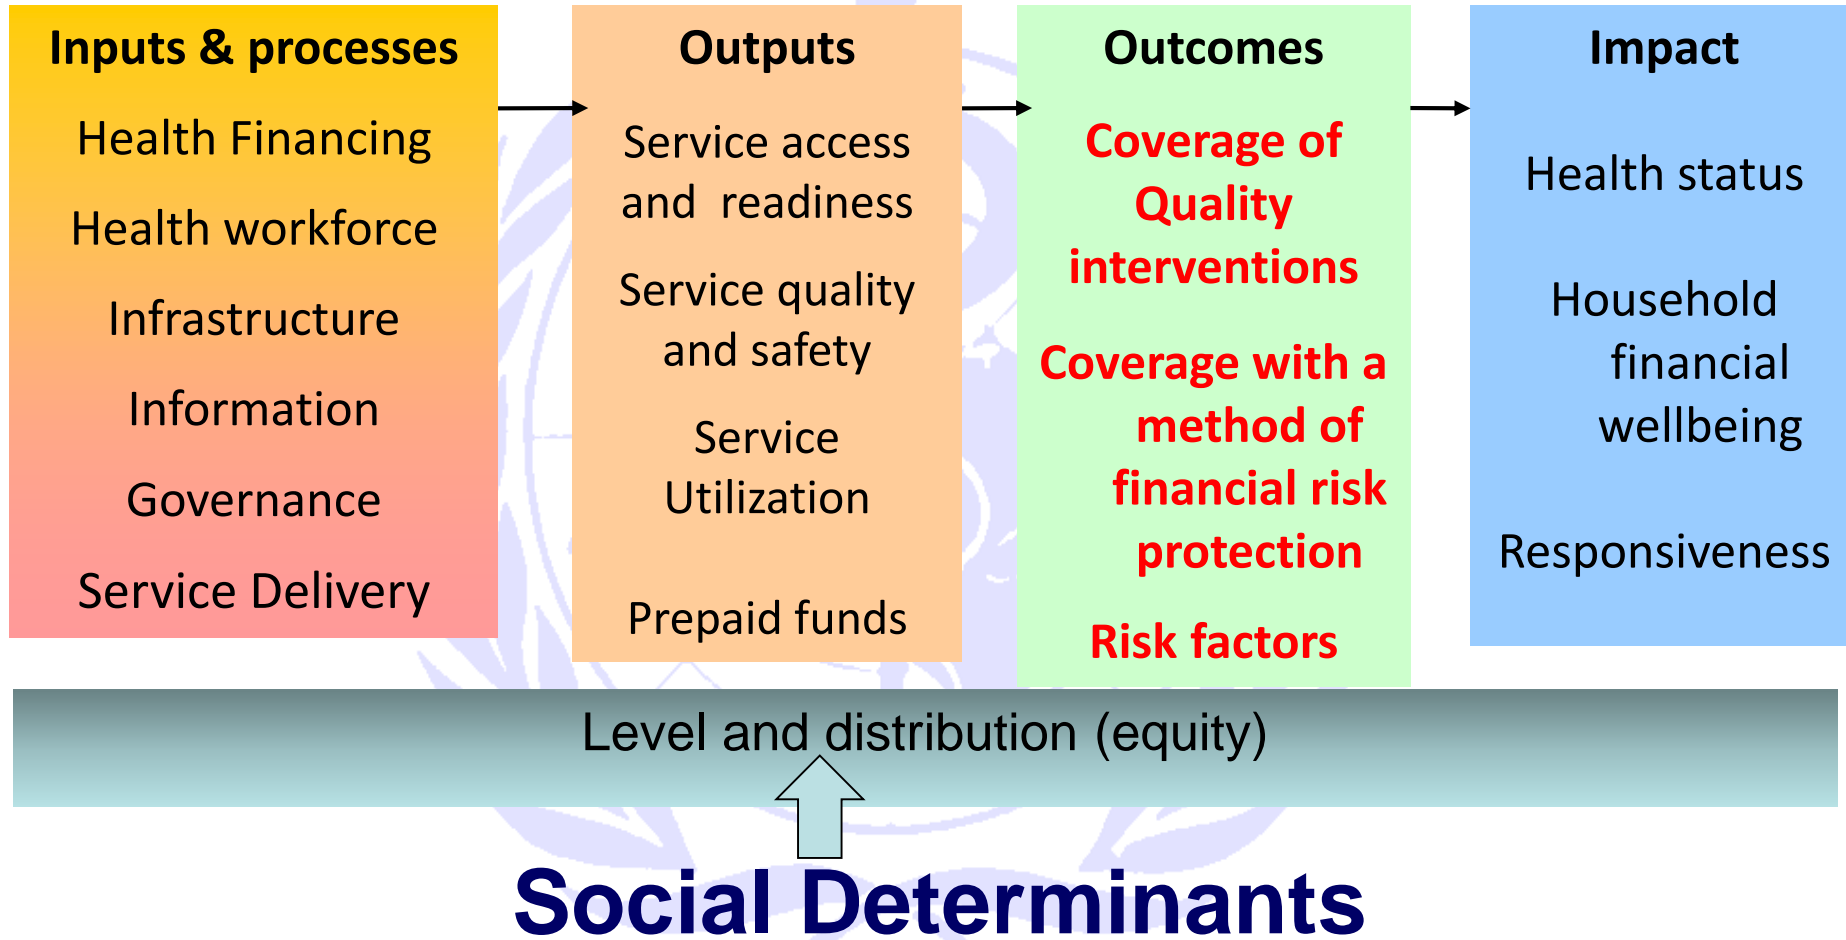 Inputs & processes
Health Financing
Health workforce
Infrastructure
Information
Governance
Service Delivery
Outputs
Service access
and readiness
Service quality
and safety
Service
Utilization
Prepaid funds
Outcomes
Coverage of
Quality
interventions
Coverage with a
method of
financial risk
protection
Risk factors
Impact
Health status
Household
financial
wellbeing
Responsiveness
Level and distribution (equity)
Social Determinants